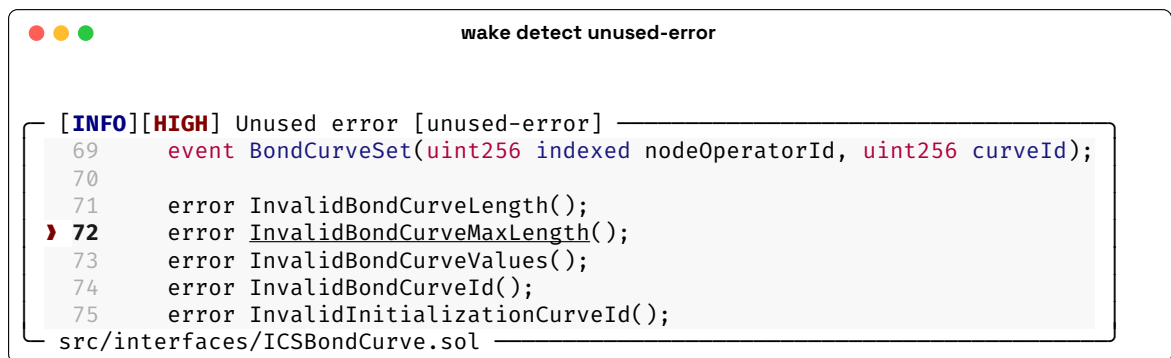 wake detect unused-error
[INFO][HIGH] Unused error [unused-error]
69 event BondCurveSet(uint256 indexed nodeOperatorId, uint256 curveId);
70
71 error InvalidBondCurveLength();
❱ 72 error InvalidBondCurveMaxLength();
73 error InvalidBondCurveValues();
74 error InvalidBondCurveId();
75 error InvalidInitializationCurveId();
src/interfaces/ICSBondCurve.sol